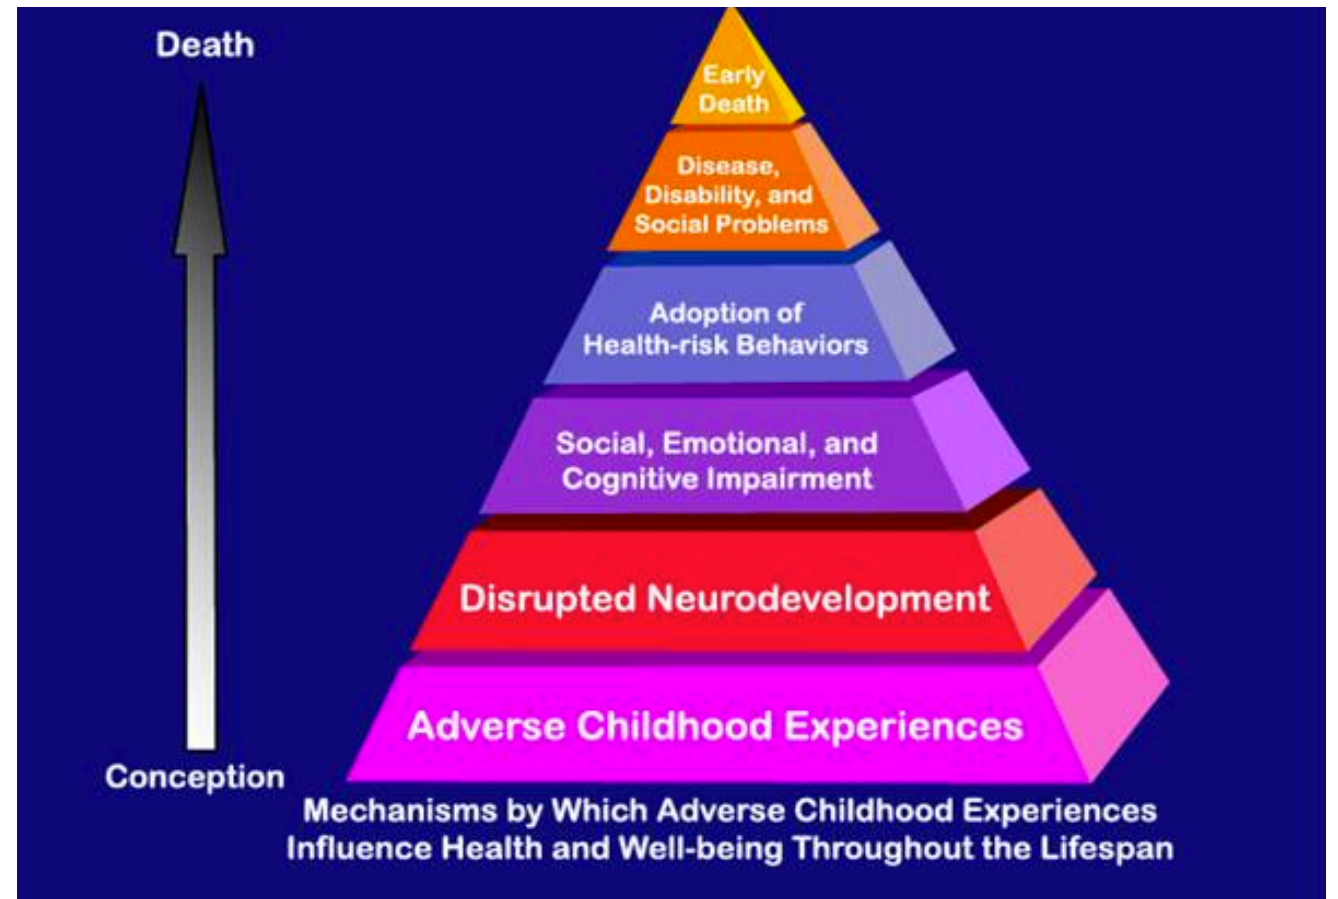 Death
Early
Death
Disease,
Disability, and
Social Problems
Adoption of
Health-risk Behaviors
Social, Emotional, and
Cognitive Impairment
Disrupted Neurodevelopment
Adverse Childhood Experiences
Conception
Mechanisms by Which Adverse Childhood Experiences
Influence Health and Well-being Throughout the Lifespan